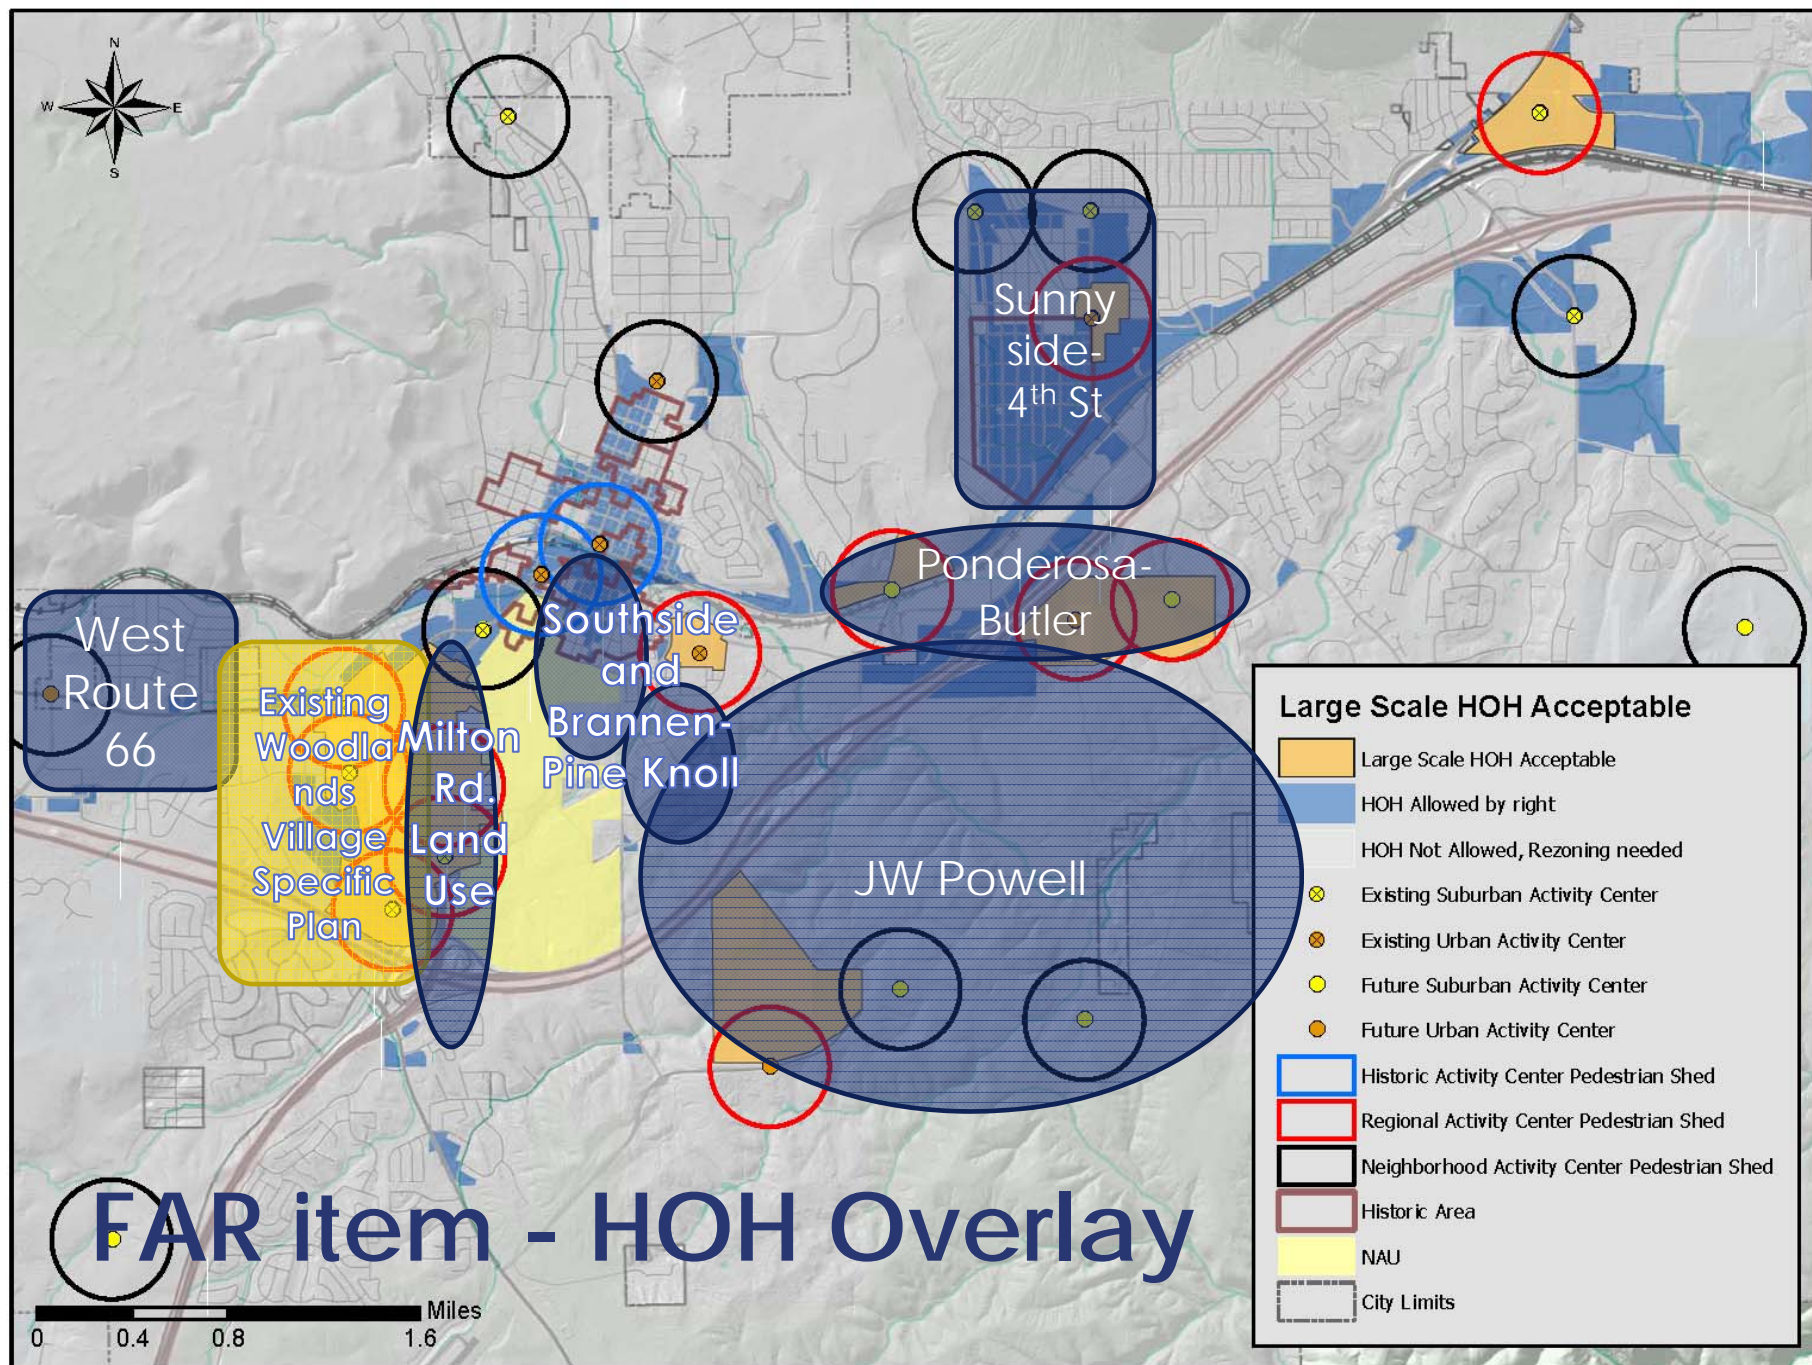 N
W E
S
Sunny
side-
4th St
Ponderosa-
Butler
West
Route
66
Existing
Woodla
nds
Village
Specific
Plan
Milton
Rd.
Land
Use
Southside
and
Brannen-
Pine Knoll
JW Powell
Large Scale HOH Acceptable
Large Scale HOH Acceptable
HOH Allowed by right
HOH Not Allowed, Rezoning needed
Existing Suburban Activity Center
Existing Urban Activity Center
Future Suburban Activity Center
Future Urban Activity Center
Historic Activity Center Pedestrian Shed
Regional Activity Center Pedestrian Shed
Neighborhood Activity Center Pedestrian Shed
Historic Area
NAU
City Limits
FAR item - HOH Overlay
Miles
0 0.4 0.8 1.6